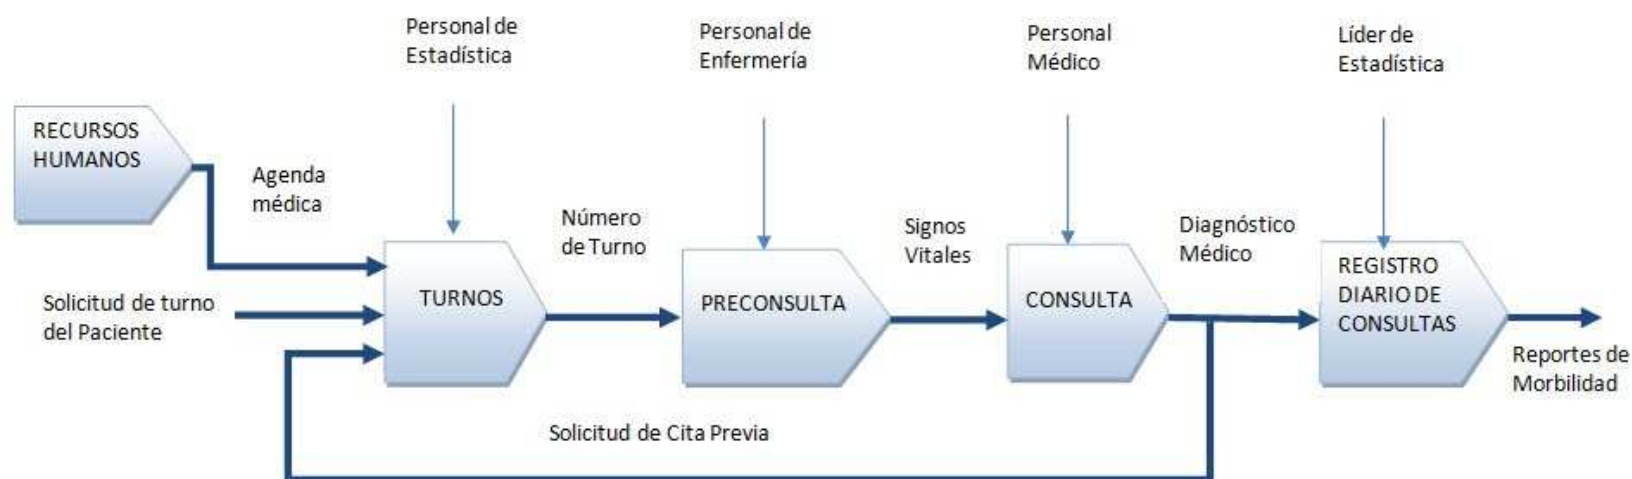 Personal de
Estadística
Personal de
Enfermería
Personal
Médico
Líder de
Estadística
RECURSOS
HUMANOS
Agenda
médica
Número
de Turno
Signos
Vitales
Diagnóstico
Médico
Solicitud de turno
del Paciente
TURNOS
PRECONSULTA
CONSULTA
REGISTRO
DIARIO DE
CONSULTAS
Reportes de
Morbilidad
Solicitud de Cita Previa